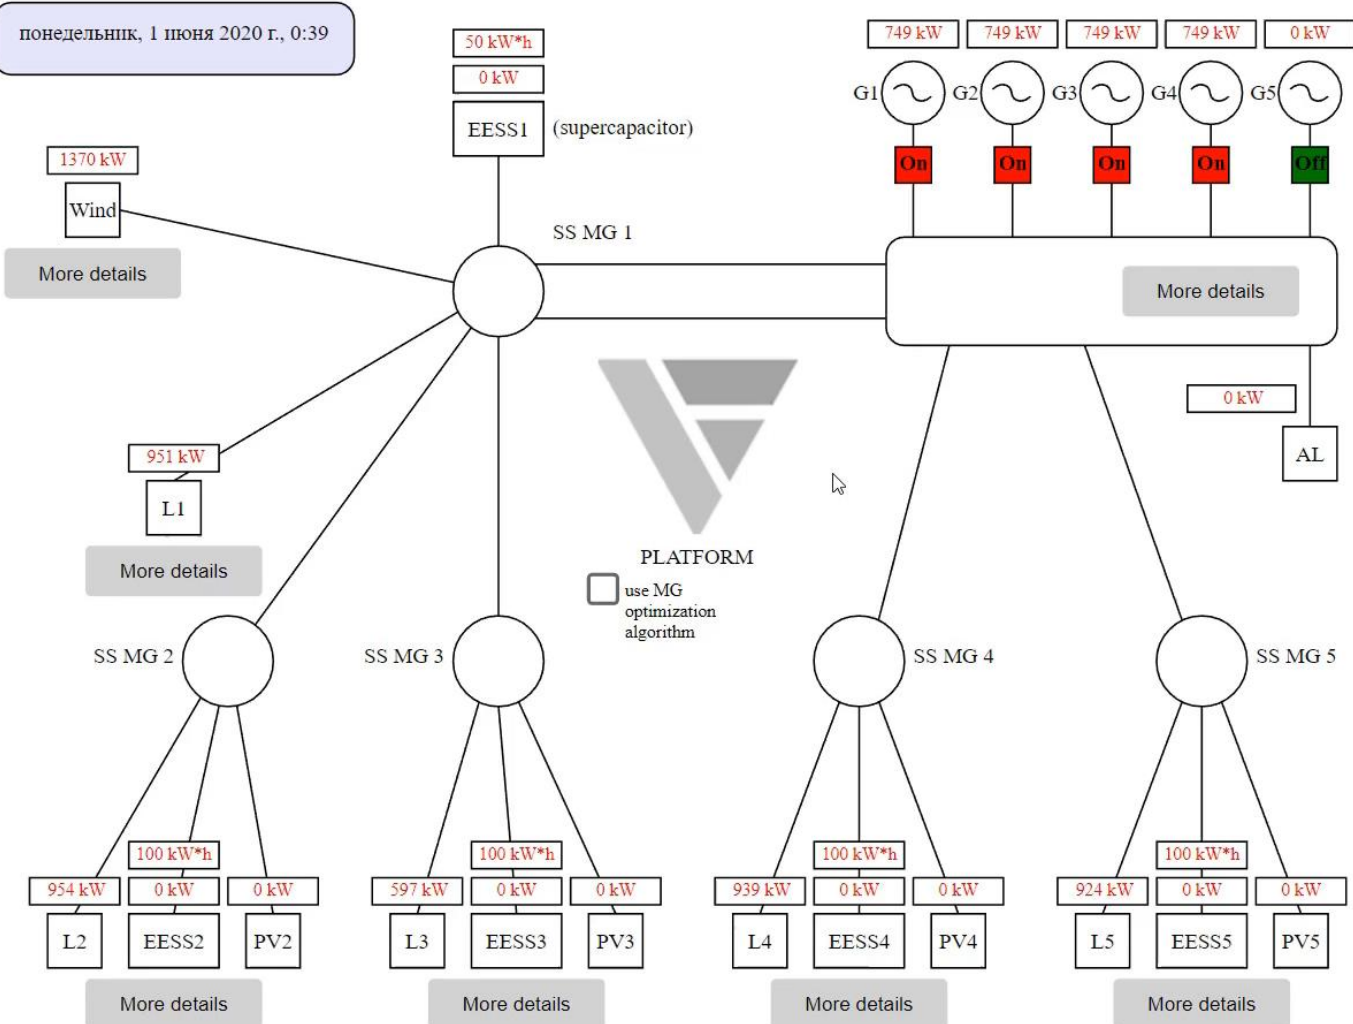 понедельник, 1 июня 2020 г., 0:39
50 kW*h
0 kW
EESS1
(supercapacitor)
749 kW
749 kW
749 kW
749 kW
0 kW
G1
G2
G3
G4
G5
On
On
On
On
Off
1370 kW
Wind
More details
SS MG 1
More details
0 kW
AL
951 kW
L1
More details
PLATFORM
use MG
optimization
algorithm
SS MG 2
SS MG 3
SS MG 4
SS MG 5
100 kW*h
954 kW
0 kW
0 kW
L2
EESS2
PV2
More details
100 kW*h
597 kW
0 kW
0 kW
L3
EESS3
PV3
More details
100 kW*h
939 kW
0 kW
0 kW
L4
EESS4
PV4
More details
100 kW*h
924 kW
0 kW
0 kW
L5
EESS5
PV5
More details